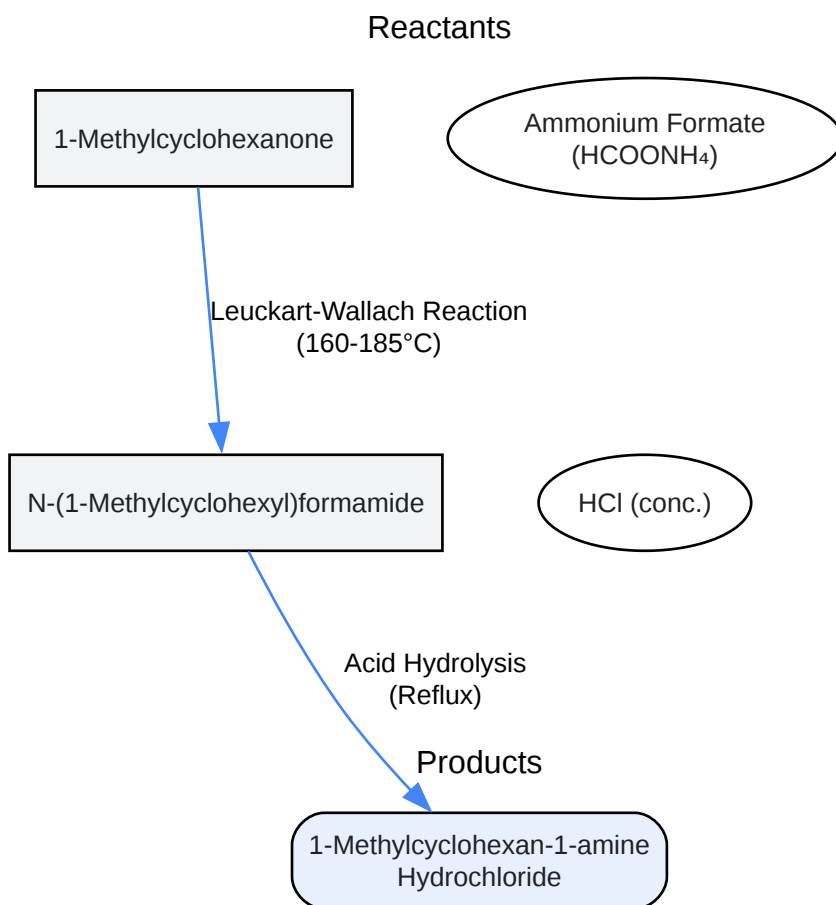 Reactants
1-Methylcyclohexanone
Ammonium Formate
(HCOONH₄)
Leuckart-Wallach Reaction
(160-185°C)
N-(1-Methylcyclohexyl)formamide
HCl (conc.)
Acid Hydrolysis
(Reflux)
Products
1-Methylcyclohexan-1-amine
Hydrochloride